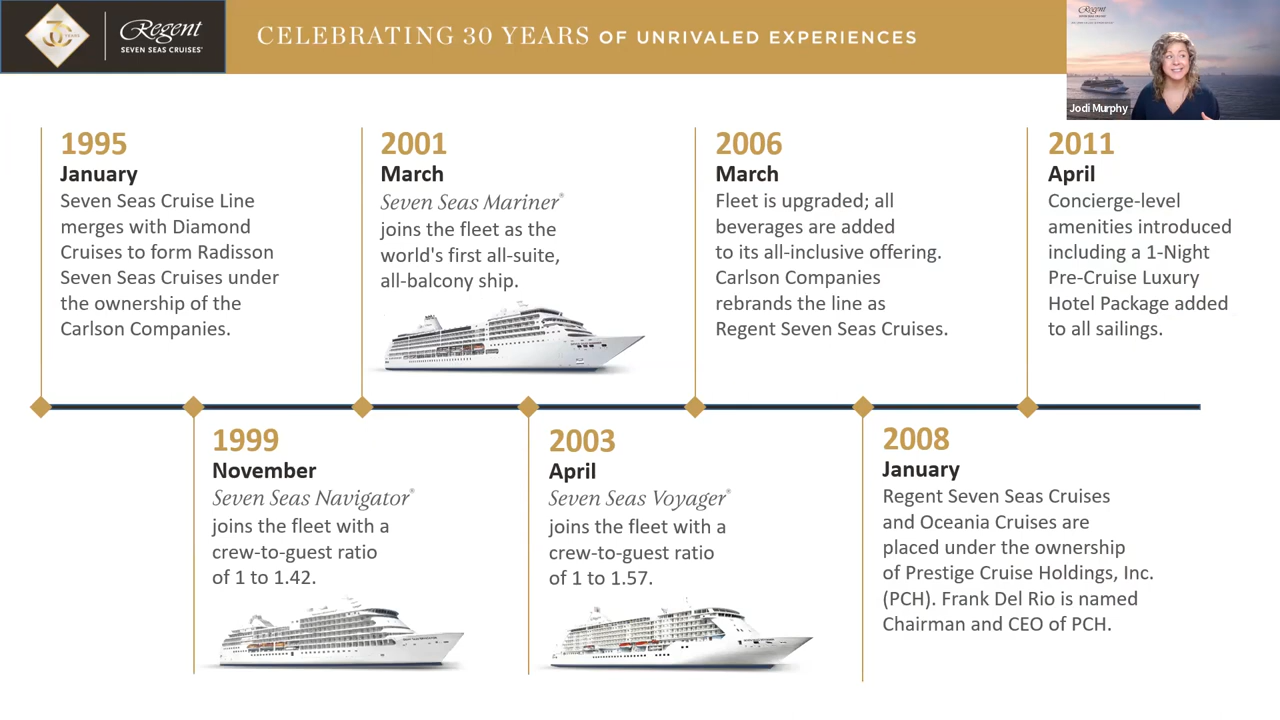 30
YEARS
Regent
SEVEN SEAS CRUISES®
CELEBRATING 30 YEARS OF UNRIVALED EXPERIENCES
Regent
Jodi Murphy
1995
January
Seven Seas Cruise Line
merges with Diamond
Cruises to form Radisson
Seven Seas Cruises under
the ownership of the
Carlson Companies.
2001
March
Seven Seas Mariner®
joins the fleet as the
world's first all-suite,
all-balcony ship.
2006
March
Fleet is upgraded; all
beverages are added
to its all-inclusive offering.
Carlson Companies
rebrands the line as
Regent Seven Seas Cruises.
2011
April
Concierge-level
amenities introduced
including a 1-Night
Pre-Cruise Luxury
Hotel Package added
to all sailings.
1999
November
Seven Seas Navigator®
joins the fleet with a
crew-to-guest ratio
of 1 to 1.42.
2003
April
Seven Seas Voyager®
joins the fleet with a
crew-to-guest ratio
of 1 to 1.57.
2008
January
Regent Seven Seas Cruises
and Oceania Cruises are
placed under the ownership
of Prestige Cruise Holdings, Inc.
(PCH). Frank Del Rio is named
Chairman and CEO of PCH.